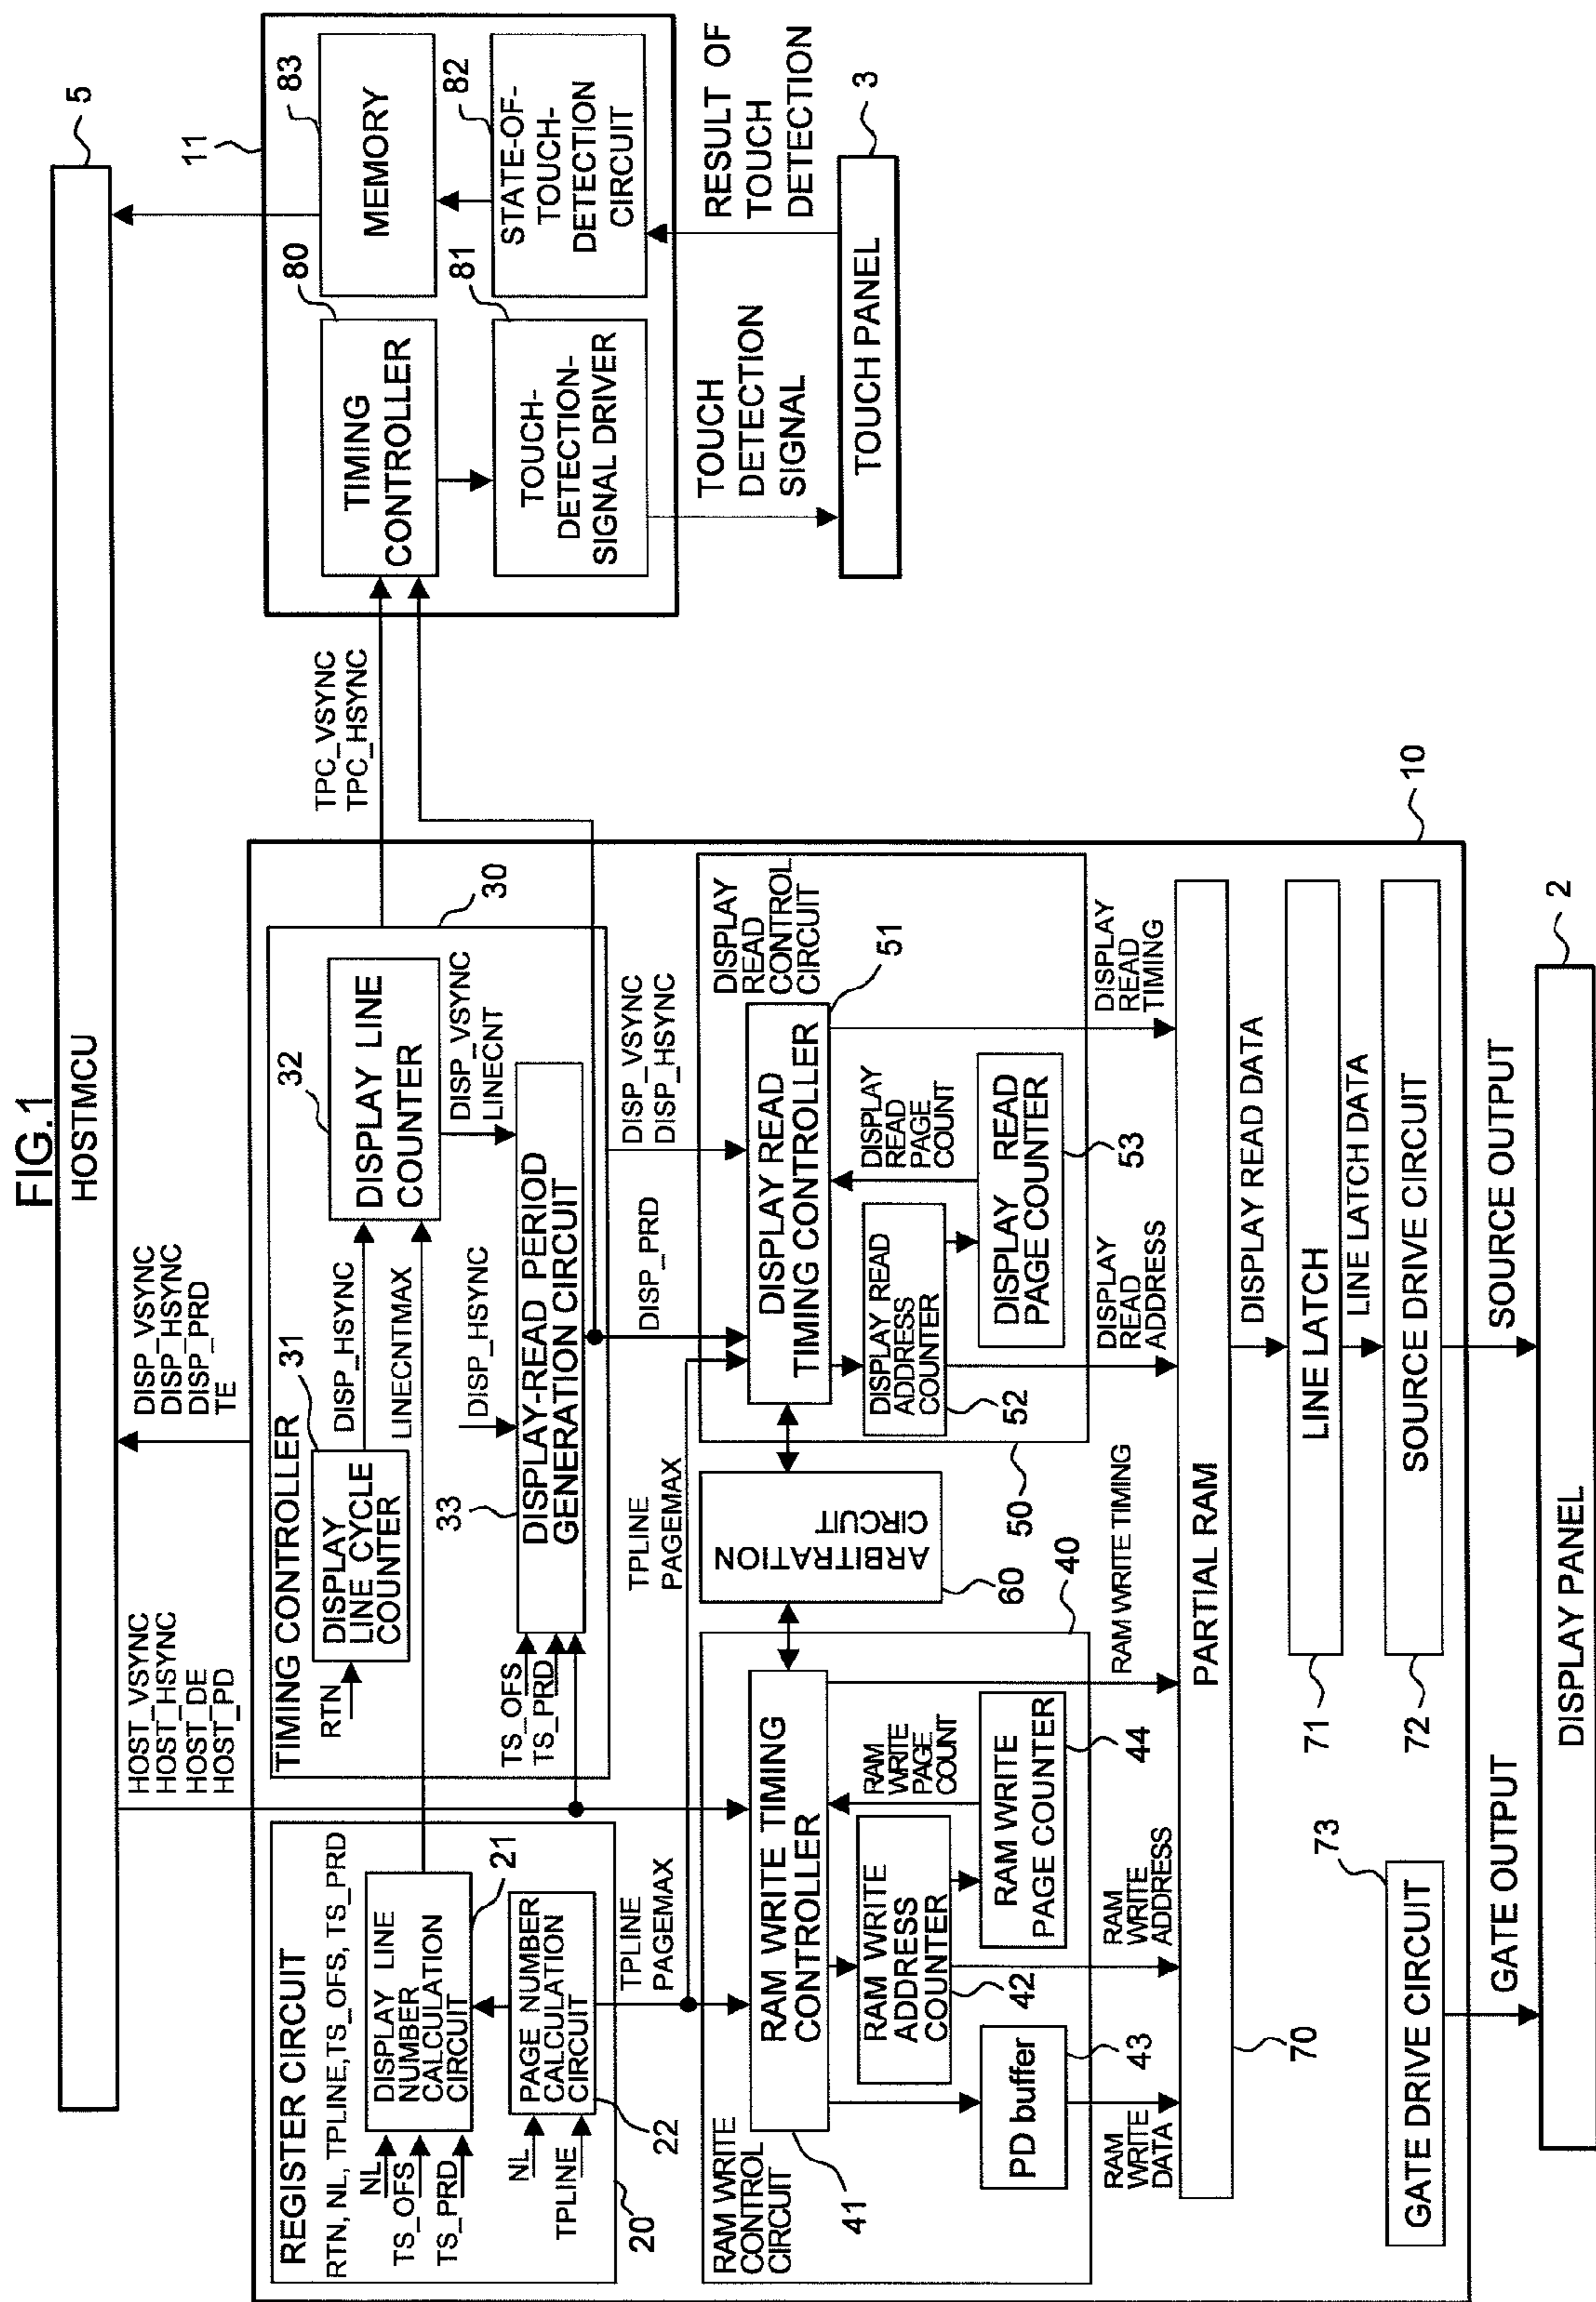 FIG.1
HOSTMCU
5
HOST_VSYNC
HOST_HSYNC
HOST_DE
HOST_PD
DISP_VSYNC
DISP_HSYNC
DISP_PRD
TE
REGISTER CIRCUIT
RTN, NL, TPLINE,TS_OFS, TS_PRD
NL
TS_OFS
TS_PRD
DISPLAY LINE
NUMBER
CALCULATION
CIRCUIT
21
NL
TPLINE
PAGE NUMBER
CALCULATION
CIRCUIT
22
20
TPLINE
PAGEMAX
TIMING CONTROLLER
RTN
DISPLAY
LINE CYCLE
COUNTER
31
DISP_HSYNC
LINECNTMAX
DISPLAY LINE
COUNTER
32
30
DISP_VSYNC
LINECNT
DISP_HSYNC
33
TS_OFS
TS_PRD
DISPLAY-READ PERIOD
GENERATION CIRCUIT
TPLINE
PAGEMAX
DISP_PRD
DISP_VSYNC
DISP_HSYNC
TPC_VSYNC
TPC_HSYNC
11
TIMING
CONTROLLER
80
MEMORY
83
TOUCH-
DETECTION-
SIGNAL DRIVER
81
STATE-OF-
TOUCH-
DETECTION
CIRCUIT
82
TOUCH
DETECTION
SIGNAL
RESULT OF
TOUCH
DETECTION
TOUCH PANEL
3
10
RAM WRITE
CONTROL
CIRCUIT
RAM WRITE TIMING
CONTROLLER
41
RAM WRITE
ADDRESS
COUNTER
42
RAM
WRITE
PAGE
COUNT
RAM WRITE
PAGE COUNTER
44
PD buffer
43
40
ARBITRATION
CIRCUIT
60
DISPLAY
READ
CONTROL
CIRCUIT
DISPLAY READ
TIMING CONTROLLER
51
DISPLAY READ
ADDRESS
COUNTER
52
DISPLAY
READ
PAGE
COUNT
DISPLAY READ
PAGE COUNTER
53
50
RAM
WRITE
DATA
RAM
WRITE
ADDRESS
RAM WRITE TIMING
DISPLAY
READ
ADDRESS
DISPLAY
READ
TIMING
PARTIAL RAM
70
DISPLAY READ DATA
LINE LATCH
71
LINE LATCH DATA
SOURCE DRIVE CIRCUIT
72
GATE DRIVE CIRCUIT
73
GATE OUTPUT
SOURCE OUTPUT
DISPLAY PANEL
2